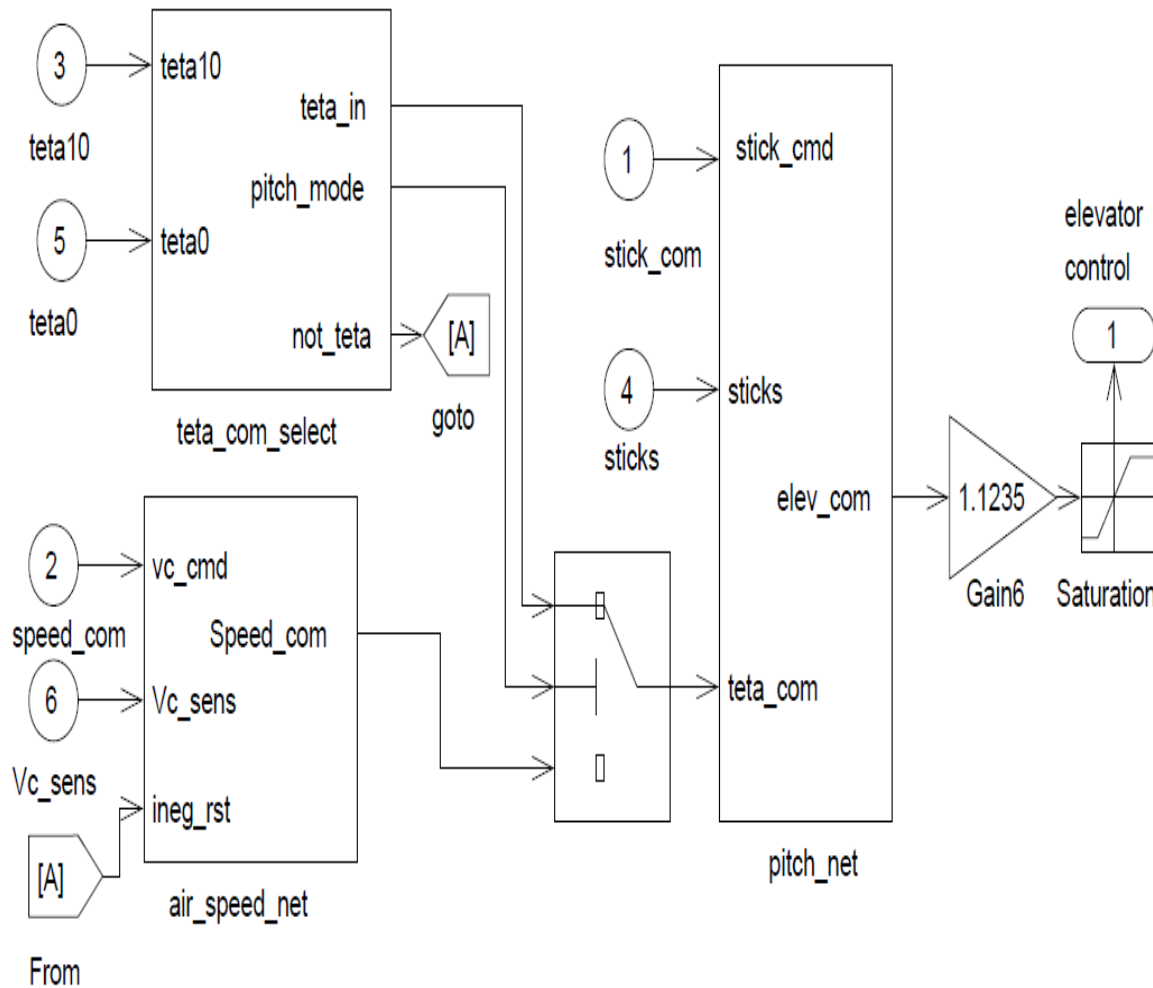 3
teta10
teta10
teta_in
pitch_mode
5
teta0
teta0
not_teta
[A]
goto
teta_com_select
1
stick_cmd
stick_com
4
sticks
sticks
elev_com
teta_com
pitch_net
elevator
control
1
1.1235
Gain6
Saturation
2
vc_cmd
speed_com
Speed_com
6
Vc_sens
Vc_sens
ineg_rst
[A]
From
air_speed_net